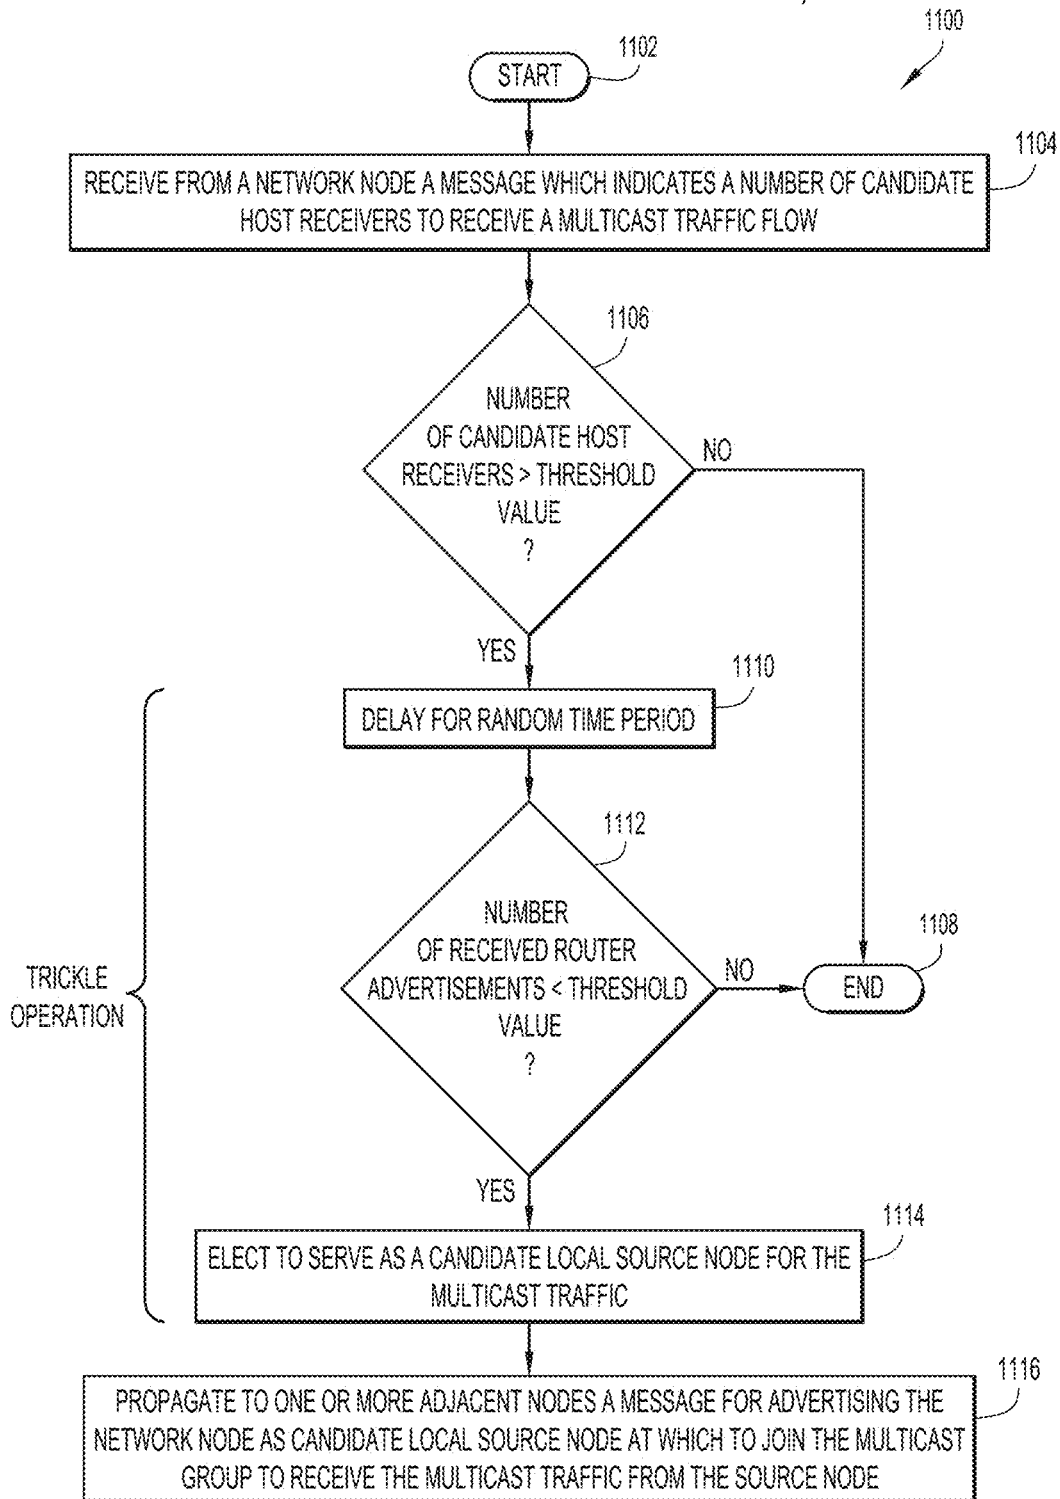 1100
START
1102
1104
RECEIVE FROM A NETWORK NODE A MESSAGE WHICH INDICATES A NUMBER OF CANDIDATE
HOST RECEIVERS TO RECEIVE A MULTICAST TRAFFIC FLOW
1106
NUMBER
OF CANDIDATE HOST
RECEIVERS > THRESHOLD
VALUE
?
NO
YES
1110
DELAY FOR RANDOM TIME PERIOD
1112
NUMBER
OF RECEIVED ROUTER
ADVERTISEMENTS < THRESHOLD
VALUE
?
NO
1108
END
TRICKLE
OPERATION
YES
1114
ELECT TO SERVE AS A CANDIDATE LOCAL SOURCE NODE FOR THE
MULTICAST TRAFFIC
1116
PROPAGATE TO ONE OR MORE ADJACENT NODES A MESSAGE FOR ADVERTISING THE
NETWORK NODE AS CANDIDATE LOCAL SOURCE NODE AT WHICH TO JOIN THE MULTICAST
GROUP TO RECEIVE THE MULTICAST TRAFFIC FROM THE SOURCE NODE